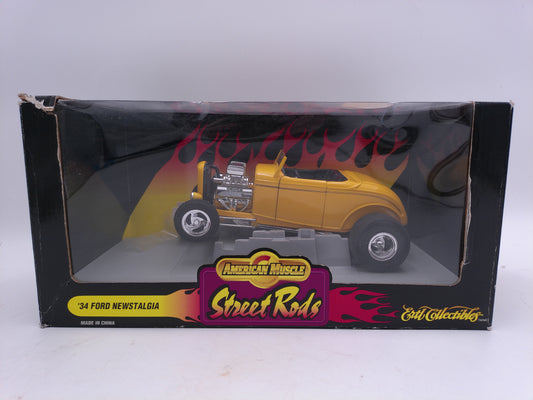 AMERICAN MUSCLE
Street Rods
'34 FORD NEWSTALGIA
MADE IN CHINA
Ertl Collectibles